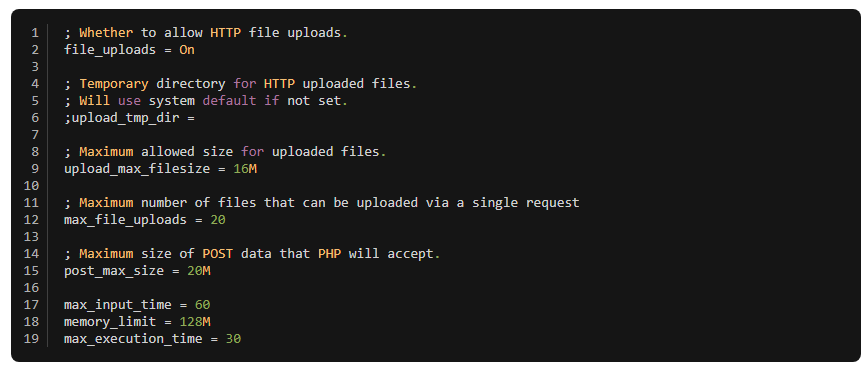 1 ; Whether to allow HTTP file uploads.
2 file_uploads = On
3
4 ; Temporary directory for HTTP uploaded files.
5 ; Will use system default if not set.
6 ;upload_tmp_dir =
7
8 ; Maximum allowed size for uploaded files.
9 upload_max_filesize = 16M
10
11 ; Maximum number of files that can be uploaded via a single request
12 max_file_uploads = 20
13
14 ; Maximum size of POST data that PHP will accept.
15 post_max_size = 20M
16
17 max_input_time = 60
18 memory_limit = 128M
19 max_execution_time = 30